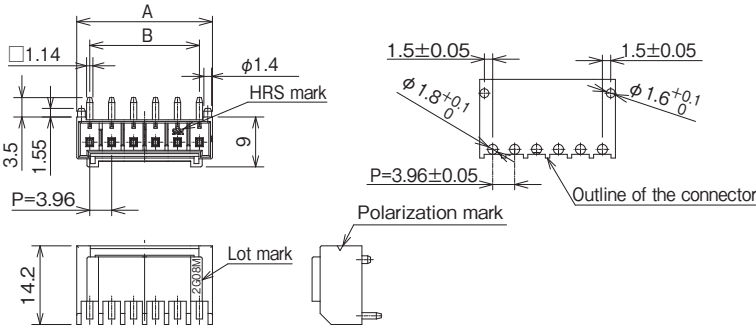 A
B
□1.14
φ1.4
HRS mark
3.5
1.55
9
P=3.96
1.5±0.05
1.5±0.05
φ1.8+0.1 0
φ1.6+0.1 0
P=3.96±0.05
Outline of the connector
Polarization mark
Lot mark
2G08M
14.2